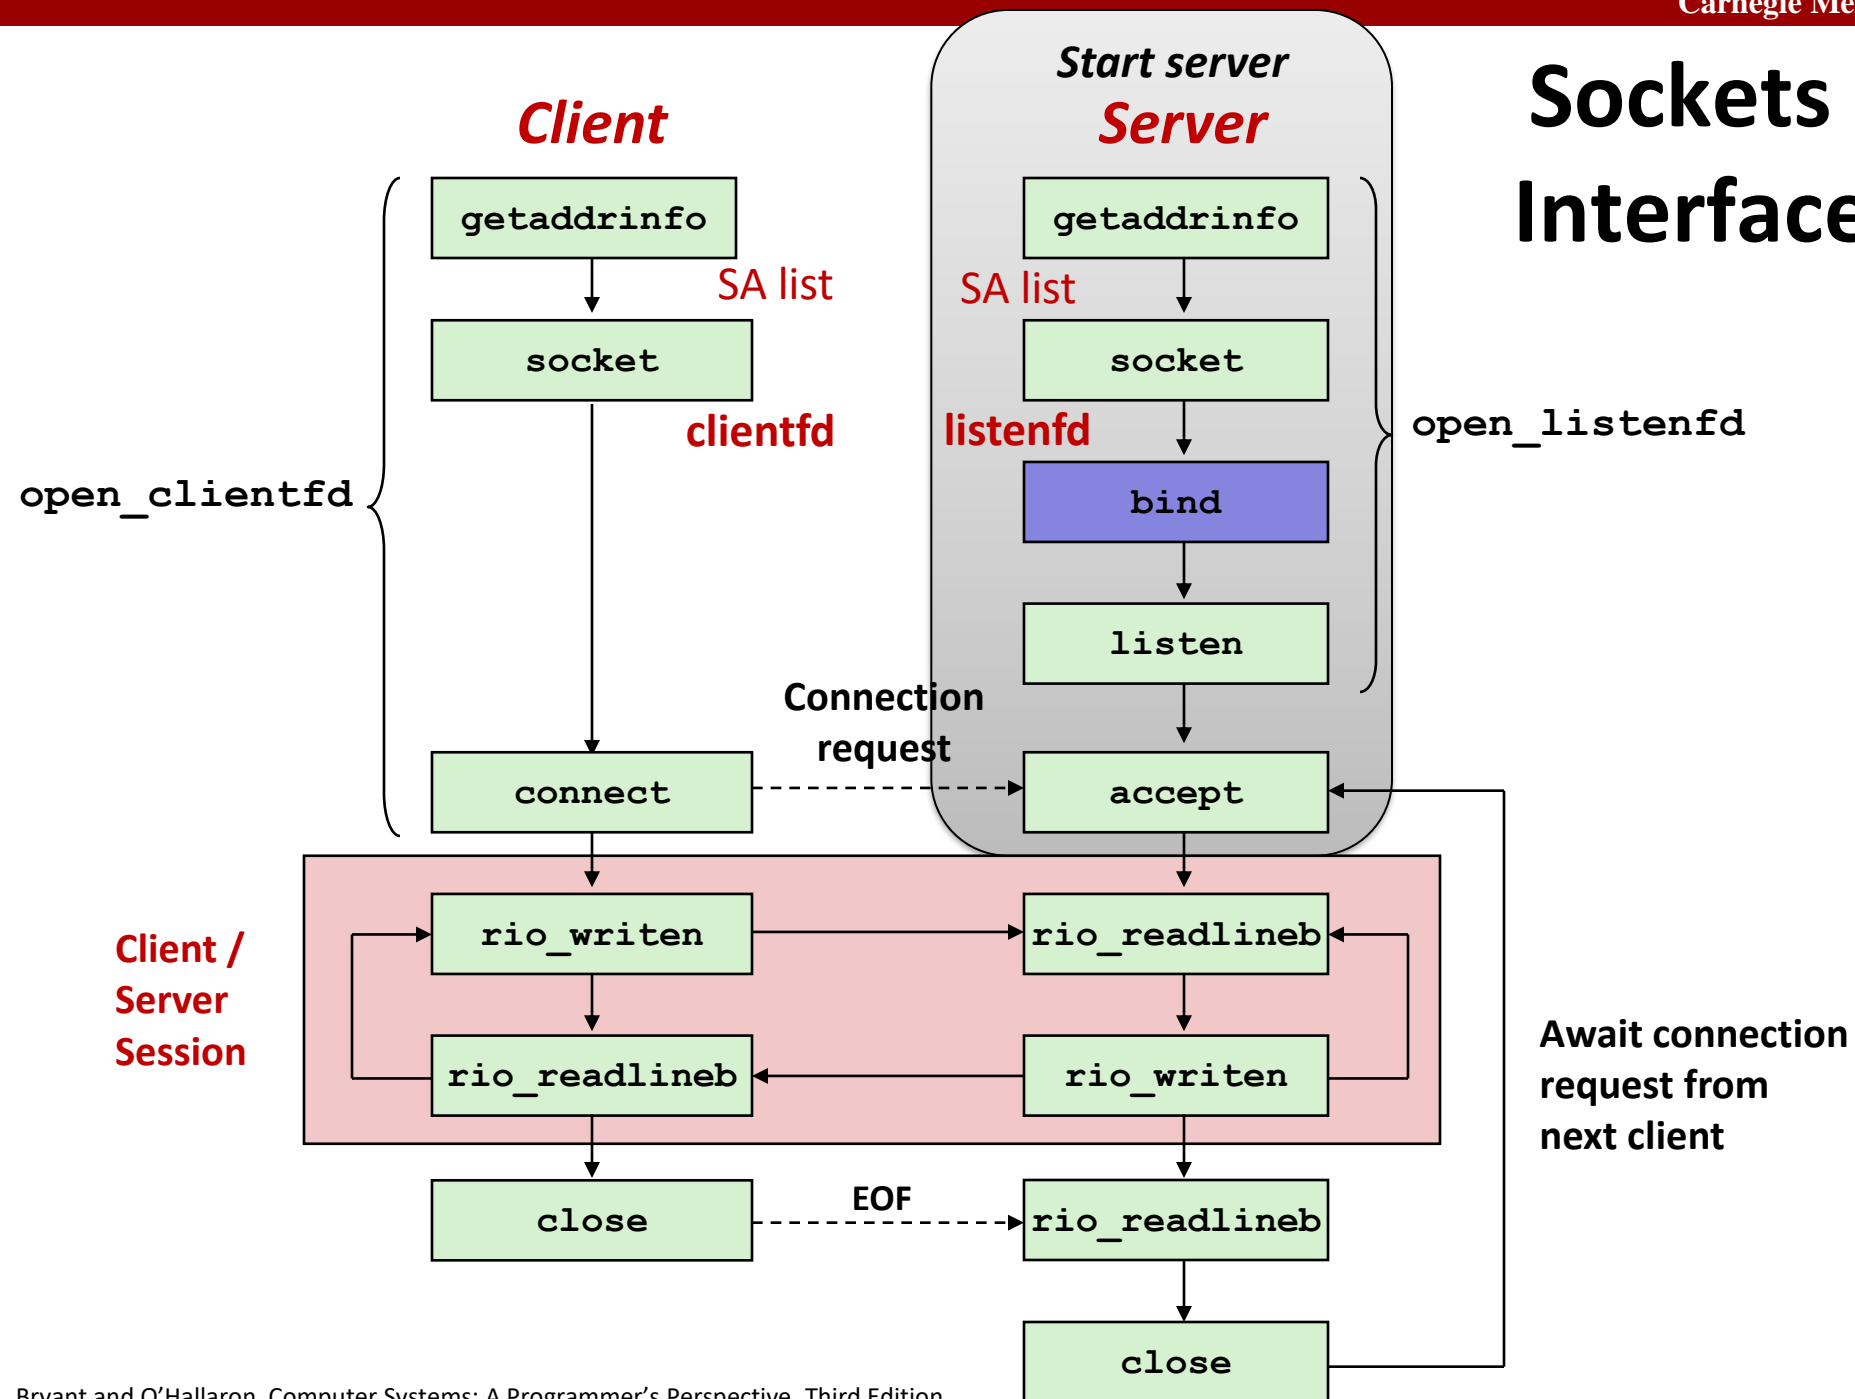 Start server
Client
Server
Sockets
Interface
getaddrinfo
getaddrinfo
SA list
SA list
socket
socket
clientfd
listenfd
open_listenfd
open_clientfd
bind
listen
Connection
request
connect
accept
Client /
Server
Session
rio_writen
rio_readlineb
rio_readlineb
rio_writen
Await connection
request from
next client
close
EOF
rio_readlineb
close
Bryant and O'Hallaron, Computer Systems: A Programmer's Perspective, Third Edition